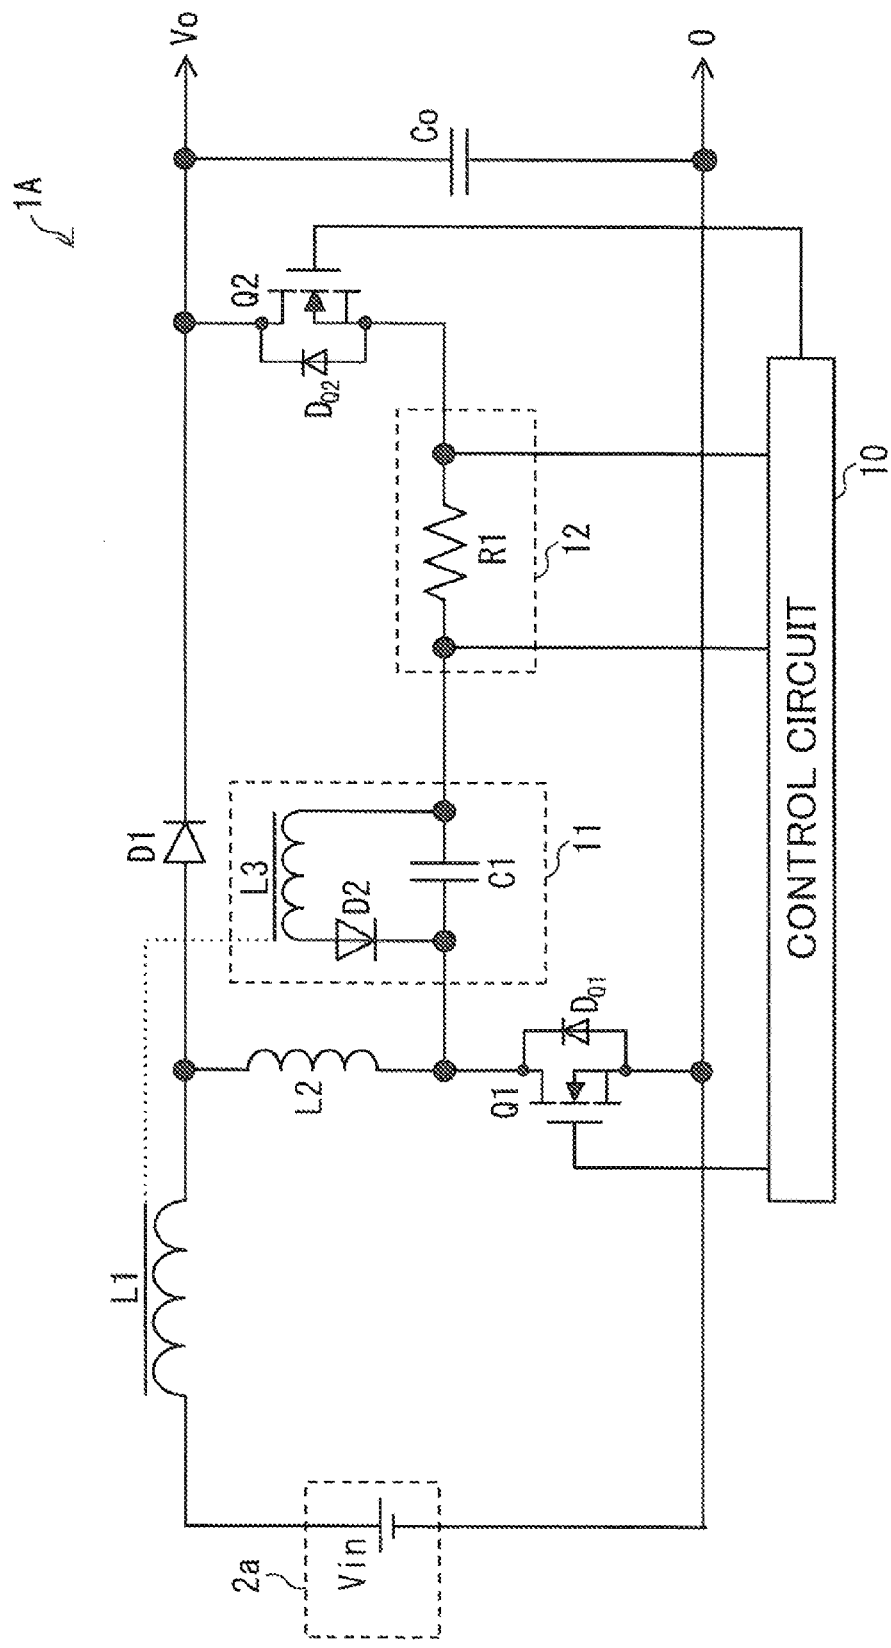 1A
Vo
0
Co
Q2
DQ2
R1
12
10
D1
L3
D2
C1
11
CONTROL CIRCUIT
L2
Q1
DQ1
L1
2a
Vin